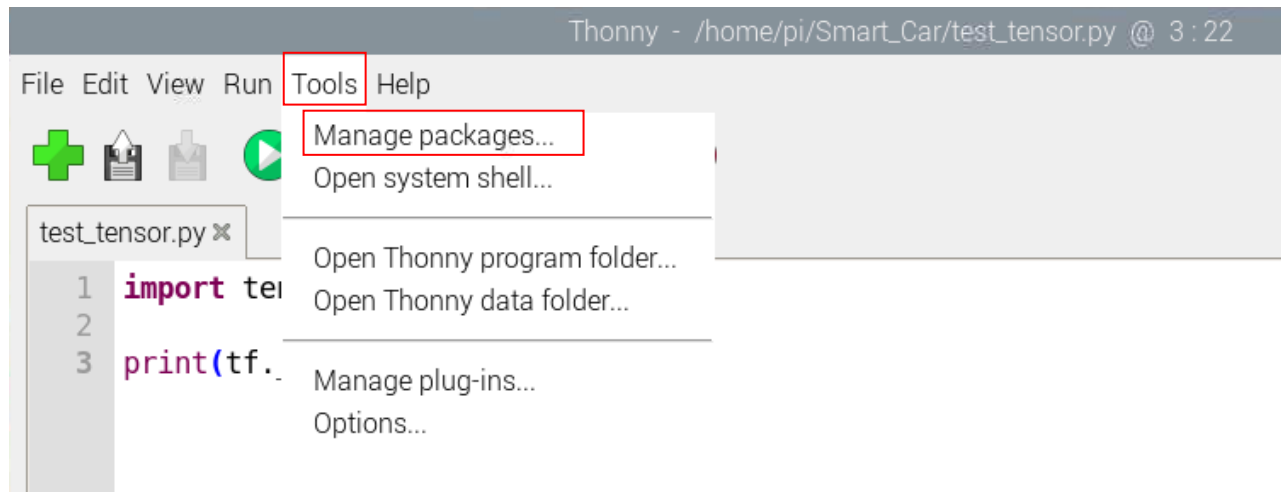 Thonny - /home/pi/Smart_Car/test_tensor.py @ 3 : 22
File Edit View Run Tools Help
Manage packages...
Open system shell...
test_tensor.py
Open Thonny program folder...
1 import
Open Thonny data folder...
2
3 print(tf._
Manage plug-ins...
Options...